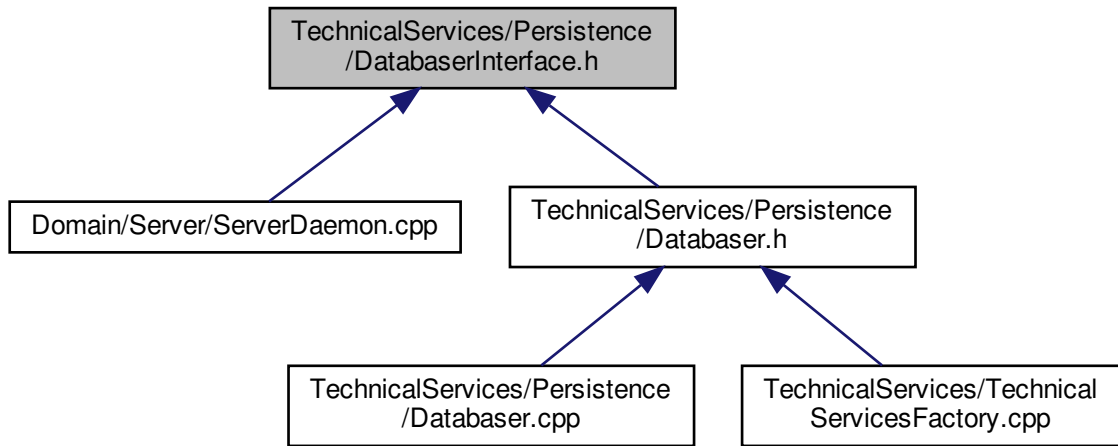 TechnicalServices/Persistence
/DatabaserInterface.h
Domain/Server/ServerDaemon.cpp
TechnicalServices/Persistence
/Databaser.h
TechnicalServices/Persistence
/Databaser.cpp
TechnicalServices/Technical
ServicesFactory.cpp